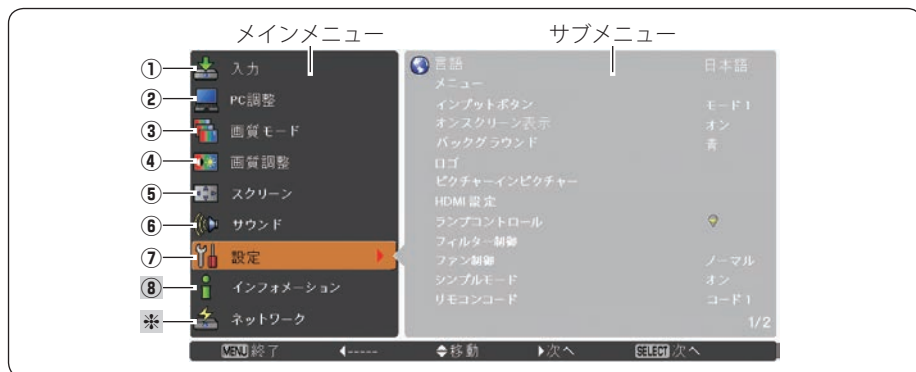 メインメニュー サブメニュー
① 入力
② PC調整
③ 画質モード
④ 画質調整
⑤ スクリーン
⑥ サウンド
⑦ 設定
⑧ インフォメーション
※ ネットワーク
言語 日本語
メニュー
インプットボタン モード1
オンスクリーン表示 オン
バックグラウンド 青
ロゴ
ピクチャーインピクチャー
HDMI 設定
ランプコントロール
フィルター制御
ファン制御 ノーマル
シンプルモード オン
リモコンコード コード1
1/2
MENU 終了 ----- 移動 次へ SELECT 次へ